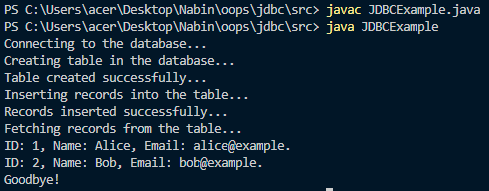 PS C:\Users\acer\Desktop\Nabin\oops\jdbc\src> javac JDBCExample.java
PS C:\Users\acer\Desktop\Nabin\oops\jdbc\src> java JDBCExample
Connecting to the database...
Creating table in the database...
Table created successfully...
Inserting records into the table...
Records inserted successfully...
Fetching records from the table...
ID: 1, Name: Alice, Email: alice@example.
ID: 2, Name: Bob, Email: bob@example.
Goodbye!